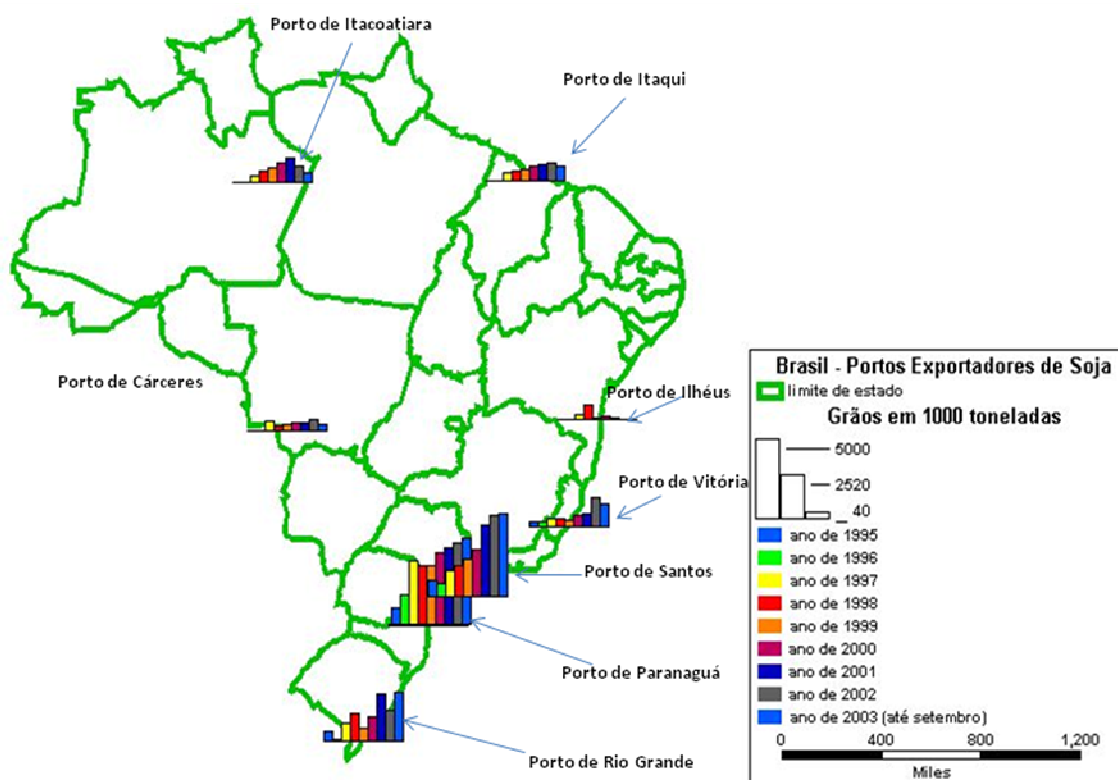 Porto de Itacoatiara
Porto de Itaqui
Porto de Cárceres
Porto de Ilhéus
Porto de Vitória
Porto de Santos
Porto de Paranaguá
Porto de Rio Grande
Brasil - Portos Exportadores de Soja
limite de estado
Grãos em 1000 toneladas
5000
2520
40
ano de 1995
ano de 1996
ano de 1997
ano de 1998
ano de 1999
ano de 2000
ano de 2001
ano de 2002
ano de 2003 (até setembro)
0 400 800 1,200
Miles